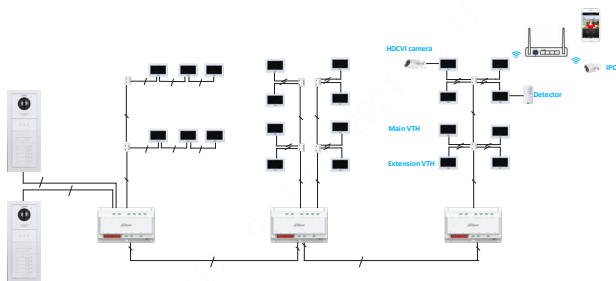 HDCVI camera
IPC
Detector
Main VTH
Extension VTH